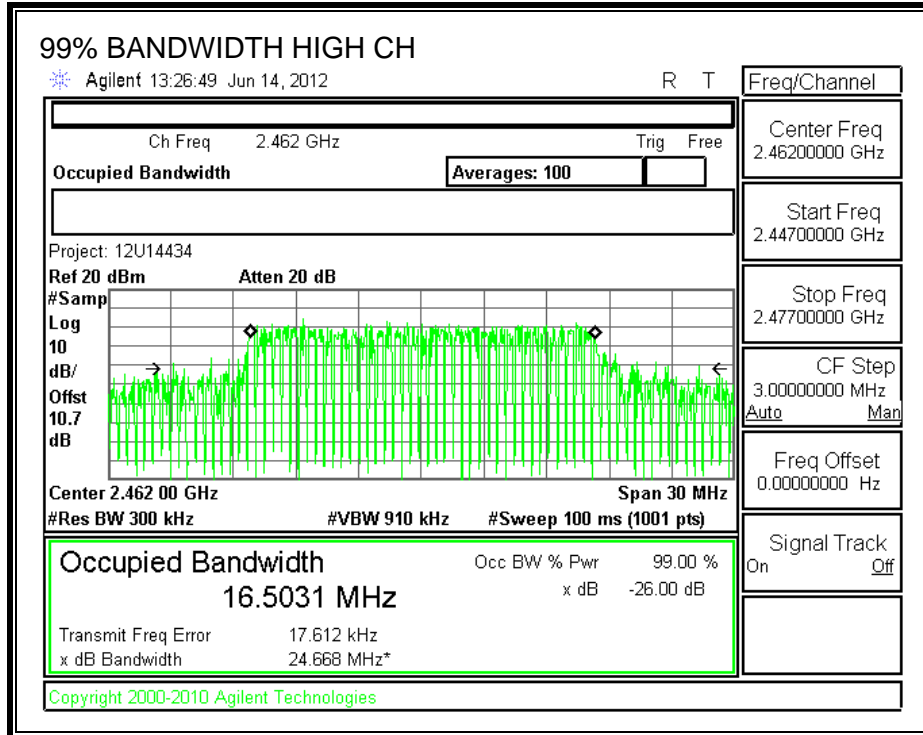 99% BANDWIDTH HIGH CH
Agilent 13:26:49 Jun 14, 2012 R T
Freq/Channel
Ch Freq 2.462 GHz Trig Free
Occupied Bandwidth Averages: 100
Project: 12U14434
Ref 20 dBm Atten 20 dB
#Samp
Log
10
dB/
Offst
10.7
dB
Center 2.462 00 GHz Span 30 MHz
#Res BW 300 kHz #VBW 910 kHz #Sweep 100 ms (1001 pts)
Occupied Bandwidth Occ BW % Pwr 99.00 %
16.5031 MHz x dB -26.00 dB
Transmit Freq Error 17.612 kHz
x dB Bandwidth 24.668 MHz*
Copyright 2000-2010 Agilent Technologies
Center Freq
2.46200000 GHz
Start Freq
2.44700000 GHz
Stop Freq
2.47700000 GHz
CF Step
3.00000000 MHz
Auto Man
Freq Offset
0.00000000 Hz
Signal Track
On Off